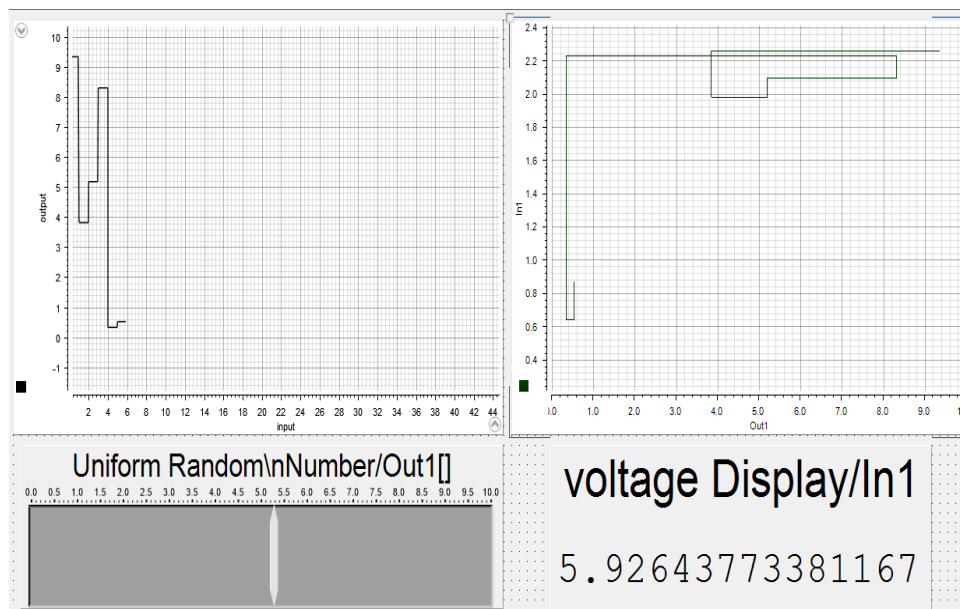 10
9
8
7
6
5
4
3
2
1
0
-1
output
2 4 6 8 10 12 14 16 18 20 22 24 26 28 30 32 34 36 38 40 42 44
input
2.4
2.2
2.0
1.8
1.6
1.4
1.2
1.0
0.8
0.6
0.4
In1
).0 1.0 2.0 3.0 4.0 5.0 6.0 7.0 8.0 9.0 1
Out1
Uniform Random\nNumber/Out1[]
0.0 0.5 1.0 1.5 2.0 2.5 3.0 3.5 4.0 4.5 5.0 5.5 6.0 6.5 7.0 7.5 8.0 8.5 9.0 9.5 10.0
voltage Display/In1
5.92643773381167